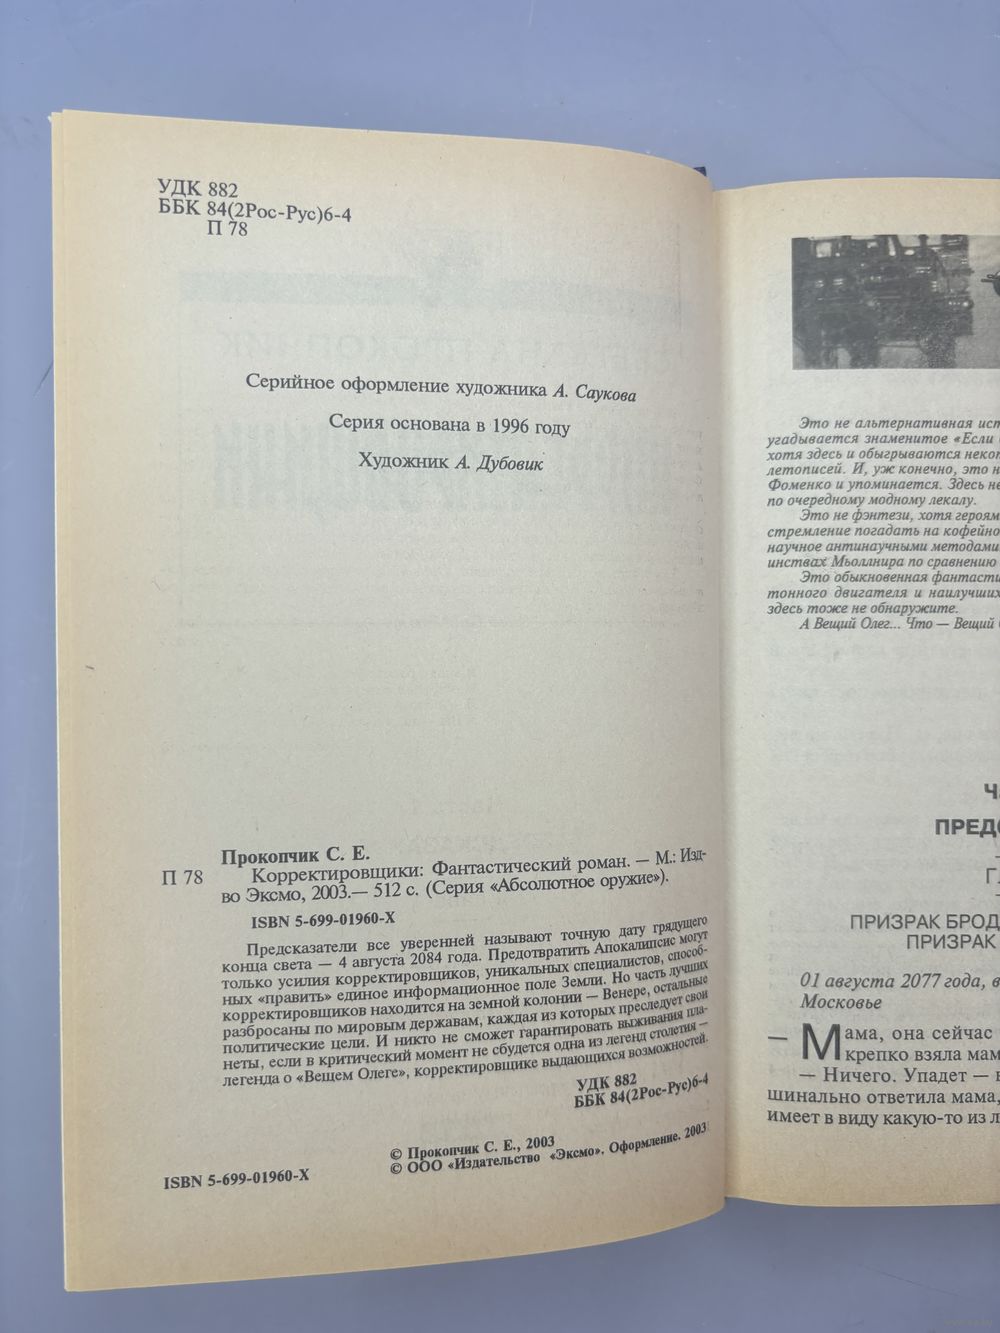 УДК 882
ББК 84(2Рос-Рус)6-4
П 78
Серийное оформление художника А. Саукова
Серия основана в 1996 году
Художник А. Дубовик
Прокопчик С. Е.
П 78 Корректировщики: Фантастический роман. — М.: Изд-
во Эксмо, 2003.— 512 с. (Серия «Абсолютное оружие»).
ISBN 5-699-01960-X
Предсказатели все уверенней называют точную дату грядущего
конца света — 4 августа 2084 года. Предотвратить Апокалипсис могут
только усилия корректировщиков, уникальных специалистов, способ-
ных «править» единое информационное поле Земли. Но часть лучших
корректировщиков находится на земной колонии — Венере, остальные
разбросаны по мировым державам, каждая из которых преследует свои
политические цели. И никто не сможет гарантировать выживания пла-
неты, если в критический момент не сбудется одна из легенд столетия —
легенда о «Вещем Олеге», корректировщике выдающихся возможностей.
УДК 882
ББК 84(2Рос-Рус)6-4
© Прокопчик С. Е., 2003
© ООО «Издательство «Эксмо». Оформление. 2003
ISBN 5-699-01960-X
Это не альтернативная ист
угадывается знаменитое «Если
хотя здесь и обыгрываются некот
летописей. И, уж конечно, это н
Фоменко и упоминается. Здесь не
по очередному модному лекалу.
Это не фэнтези, хотя героям
стремление погадать на кофейно
научное антинаучными методами
инствах Мьоллнира по сравнению
Это обыкновенная фантасти
тонного двигателя и наилучших
здесь тоже не обнаружите.
А Вещий Олег... Что — Вещий
Ч
ПРЕД
ГЛ
ПРИЗРАК БРОД
ПРИЗРАК
01 августа 2077 года, в
Московье
— Мама, она сейчас
крепко взяла мам
— Ничего. Упадет —
шинально ответила мама,
имеет в виду какую-то из л